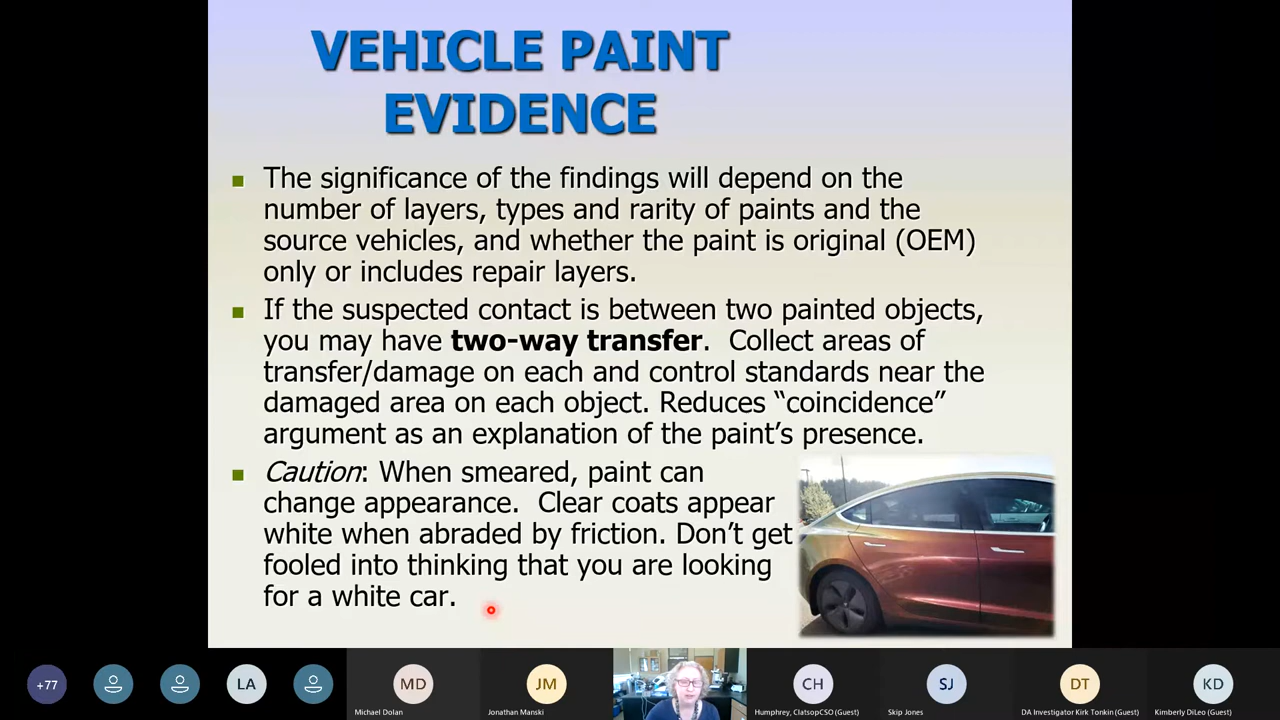 VEHICLE PAINT
EVIDENCE
The significance of the findings will depend on the
number of layers, types and rarity of paints and the
source vehicles, and whether the paint is original (OEM)
only or includes repair layers.
If the suspected contact is between two painted objects,
you may have two-way transfer.  Collect areas of
transfer/damage on each and control standards near the
damaged area on each object. Reduces “coincidence”
argument as an explanation of the paint’s presence.
Caution: When smeared, paint can
change appearance.  Clear coats appear
white when abraded by friction. Don’t get
fooled into thinking that you are looking
for a white car.
+77
LA
MD
JM
CH
SJ
DT
KD
Michael Dolan
Jonathan Manski
Humphrey, ClatsopCSO (Guest)
Skip Jones
DA Investigator Kirk Tonkin (Guest)
Kimberly DiLeo (Guest)